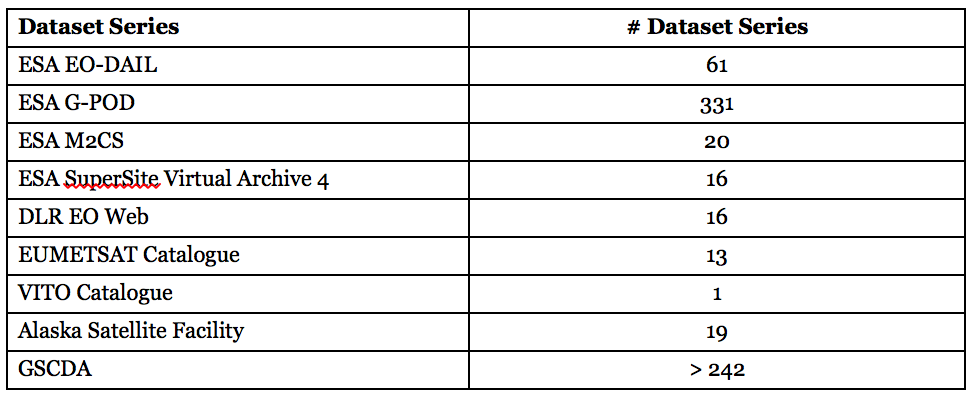 Dataset Series # Dataset Series
ESA EO-DAIL 61
ESA G-POD 331
ESA M2CS 20
ESA SuperSite Virtual Archive 4 16
DLR EO Web 16
EUMETSAT Catalogue 13
VITO Catalogue 1
Alaska Satellite Facility 19
GSCDA > 242